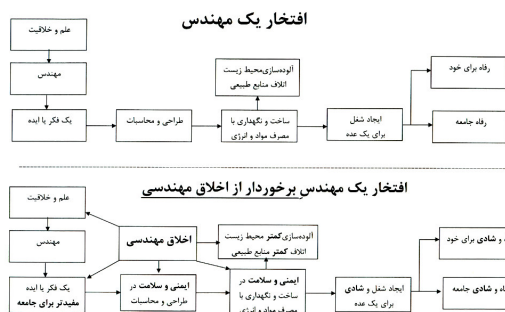 افتخار یک مهندس
علم و خلاقیت
مهندس
یک فکر یا ایده
طراحی و محاسبات
آلوده‌سازی محیط زیست
اتلاف منابع طبیعی
ساخت و نگهداری با
مصرف مواد و انرژی
ایجاد شغل
برای یک عده
رفاه برای خود
رفاه جامعه
افتخار یک مهندس برخوردار از اخلاق مهندسی
علم و خلاقیت
مهندس
یک فکر یا ایده
مفیدتر برای جامعه
اخلاق مهندسی
ایمنی و سلامت در
طراحی و محاسبات
آلوده‌سازی کمتر محیط زیست
اتلاف کمتر منابع طبیعی
ایمنی و سلامت در
ساخت و نگهداری با
مصرف مواد و انرژی
ایجاد شغل و شادی
برای یک عده
و شادی برای خود
و شادی جامعه